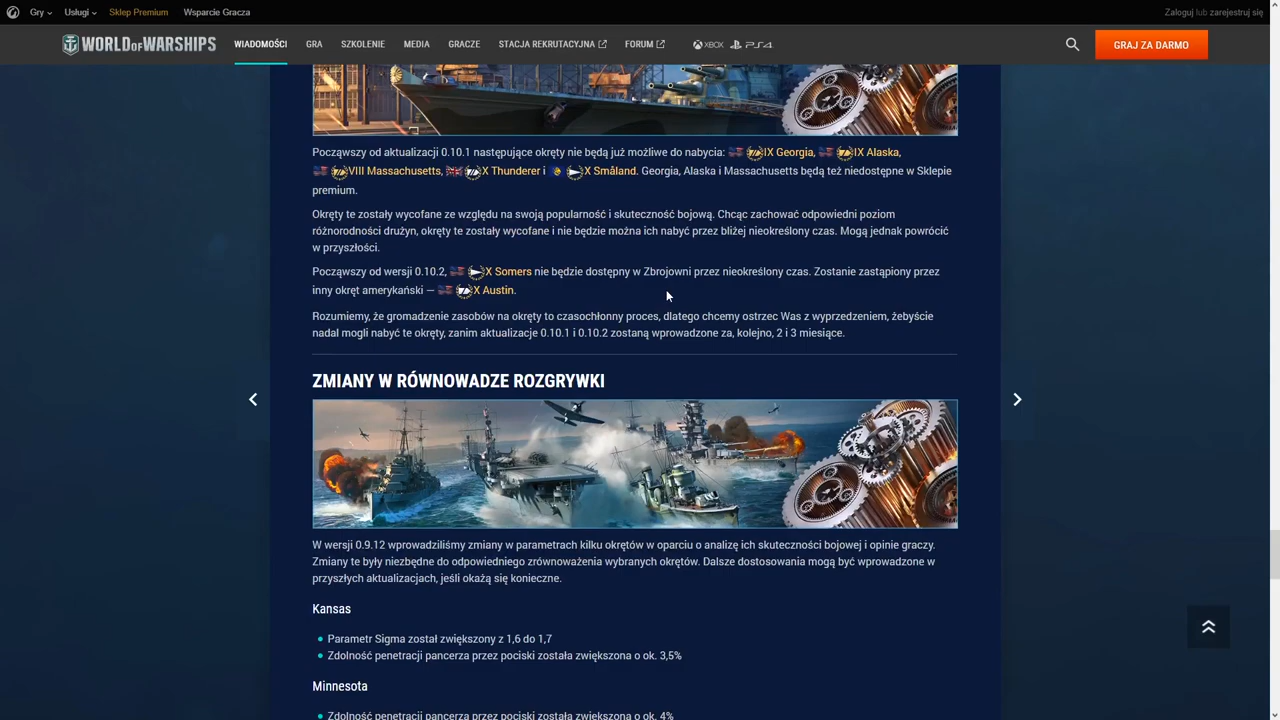 Gry Usługi Sklep Premium Wsparcie Gracza Zaloguj lub zarejestruj się
WORLD OF WARSHIPS WIADOMOŚCI GRA SZKOLENIE MEDIA GRACZE STACJA REKRUTACYJNA FORUM XBOX PS4 GRAJ ZA DARMO
Począwszy od aktualizacji 0.10.1 następujące okręty nie będą już możliwe do nabycia: IX Georgia, IX Alaska,
VIII Massachusetts, X Thunderer i X Småland. Georgia, Alaska i Massachusetts będą też niedostępne w Sklepie
premium.
Okręty te zostały wycofane ze względu na swoją popularność i skuteczność bojową. Chcąc zachować odpowiedni poziom
różnorodności drużyn, okręty te zostały wycofane i nie będzie można ich nabyć przez bliżej nieokreślony czas. Mogą jednak powrócić
w przyszłości.
Począwszy od wersji 0.10.2, X Somers nie będzie dostępny w Zbrojowni przez nieokreślony czas. Zostanie zastąpiony przez
inny okręt amerykański — X Austin.
Rozumiemy, że gromadzenie zasobów na okręty to czasochłonny proces, dlatego chcemy ostrzec Was z wyprzedzeniem, żebyście
nadal mogli nabyć te okręty, zanim aktualizacje 0.10.1 i 0.10.2 zostaną wprowadzone za, kolejno, 2 i 3 miesiące.
ZMIANY W RÓWNOWADZE ROZGRYWKI
W wersji 0.9.12 wprowadziliśmy zmiany w parametrach kilku okrętów w oparciu o analizę ich skuteczności bojowej i opinie graczy.
Zmiany te były niezbędne do odpowiedniego zrównoważenia wybranych okrętów. Dalsze dostosowania mogą być wprowadzone w
przyszłych aktualizacjach, jeśli okażą się konieczne.
Kansas
Parametr Sigma został zwiększony z 1,6 do 1,7
Zdolność penetracji pancerza przez pociski została zwiększona o ok. 3,5%
Minnesota
Zdolność penetracji pancerza przez pociski została zwiększona o ok. 4%